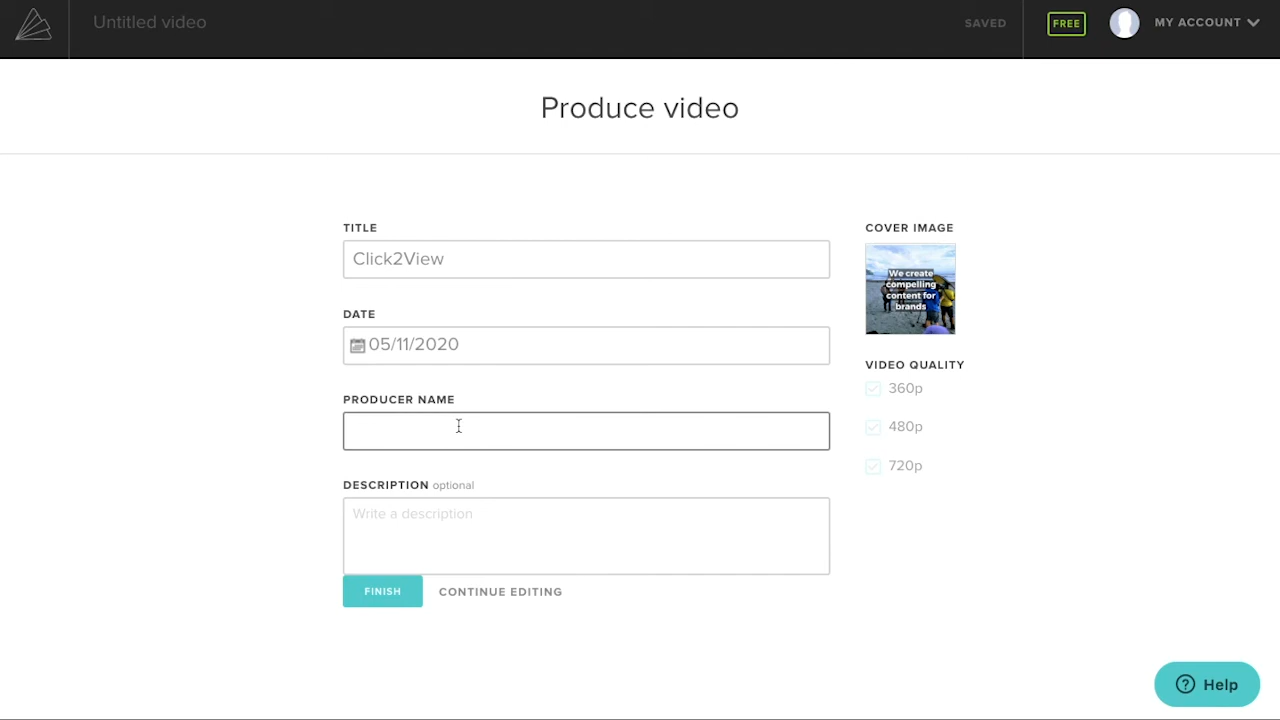 Untitled video
SAVED
FREE
MY ACCOUNT
Produce video
TITLE
Click2View
DATE
05/11/2020
PRODUCER NAME
DESCRIPTION optional
Write a description
FINISH
CONTINUE EDITING
COVER IMAGE
We create
compelling
content for
brands
VIDEO QUALITY
360p
480p
720p
Help